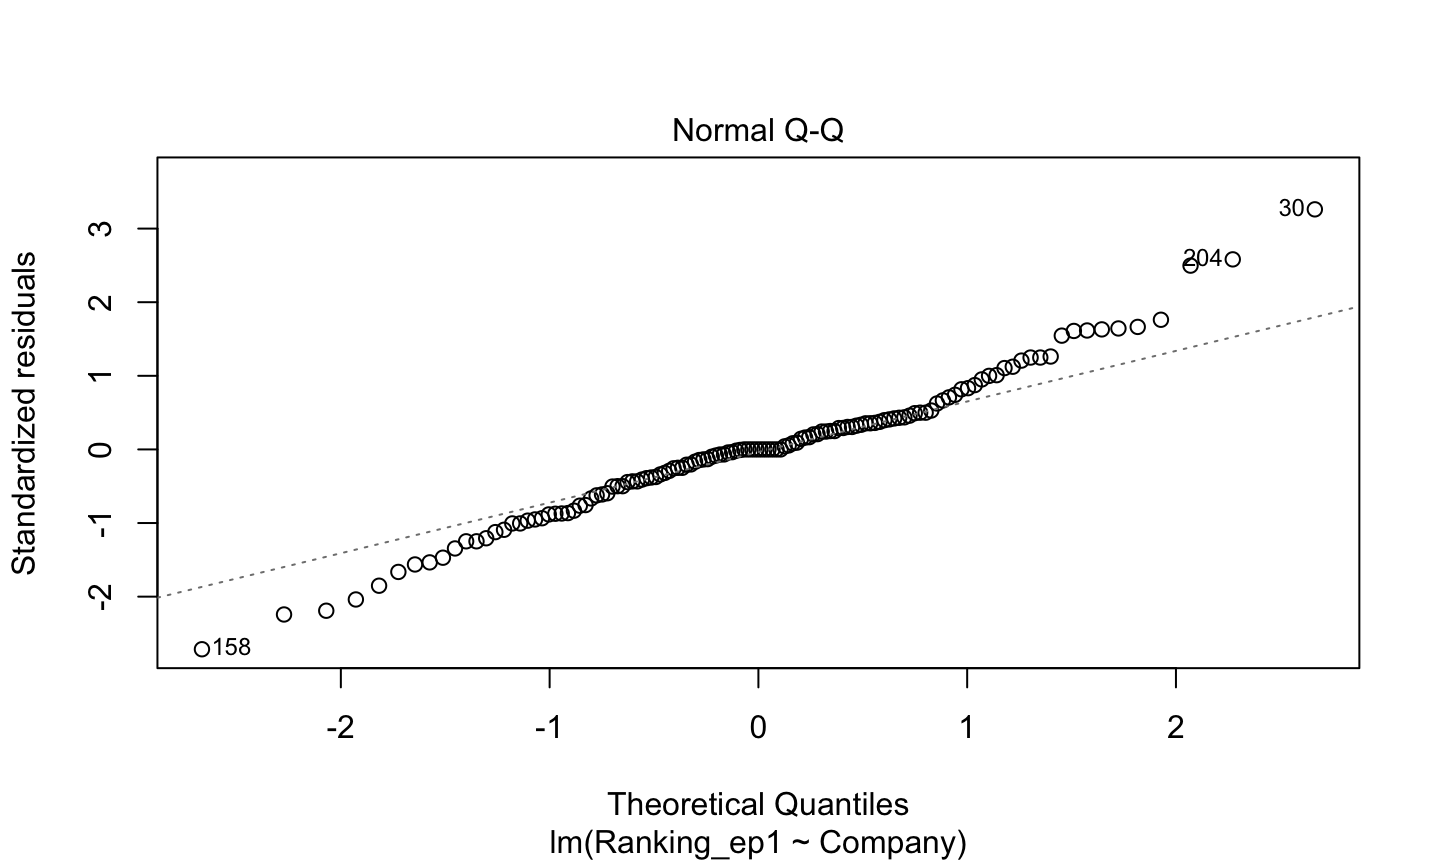 Normal Q-Q
Standardized residuals
3
2
1
0
-1
-2
30
204
158
-2 -1 0 1 2
Theoretical Quantiles
lm(Ranking_ep1 ~ Company)